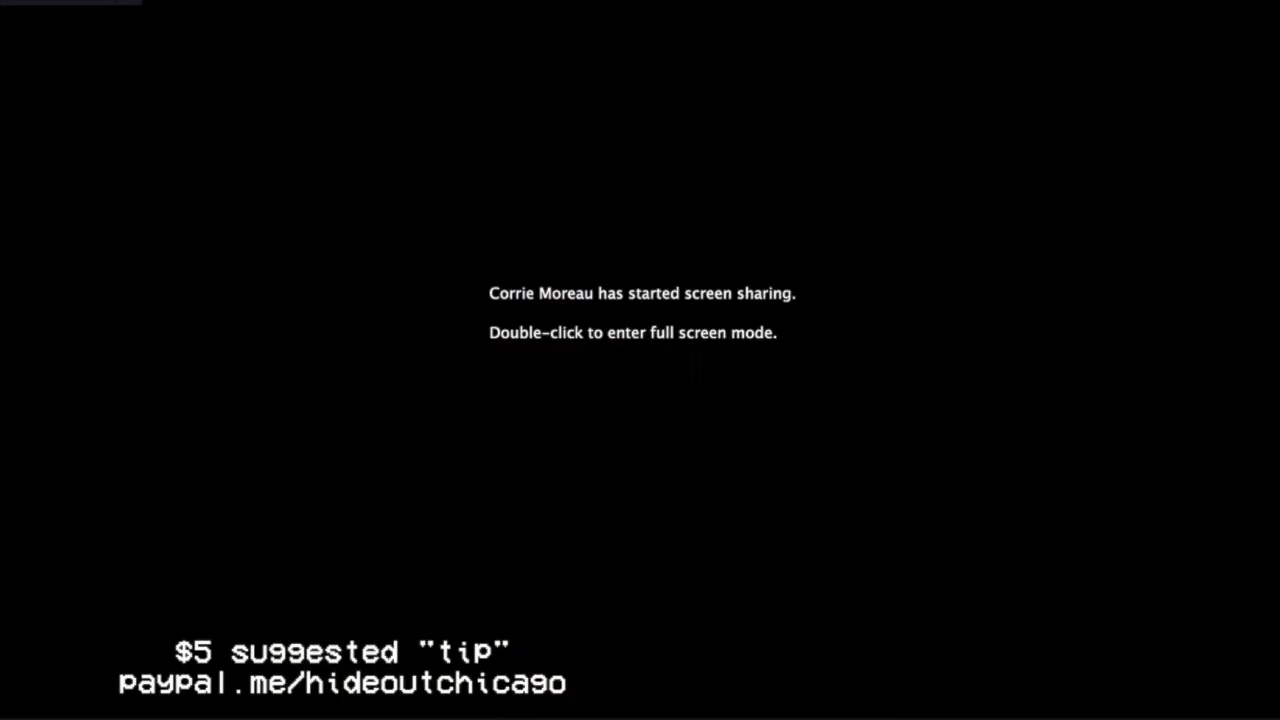 Corrie Moreau has started screen sharing.
Double-click to enter full screen mode.
$5 suggested "tip"
paypal.me/hideoutchicago